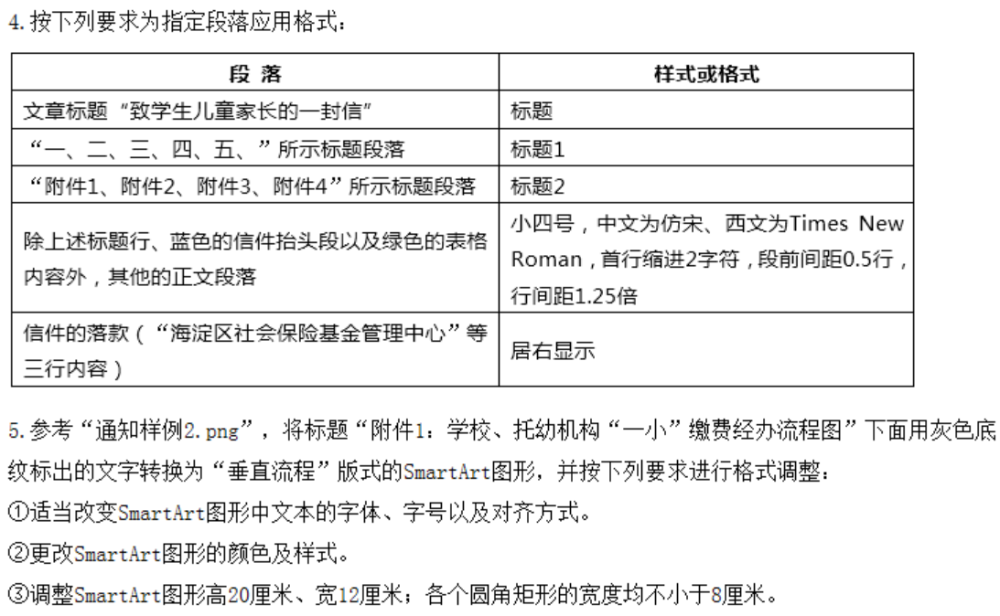 4.按下列要求为指定段落应用格式：
段 落
样式或格式
文章标题“致学生儿童家长的一封信”
标题
“一、二、三、四、五、”所示标题段落
标题1
“附件1、附件2、附件3、附件4”所示标题段落
标题2
除上述标题行、蓝色的信件抬头段以及绿色的表格
内容外，其他的正文段落
小四号，中文为仿宋、西文为Times New
Roman，首行缩进2字符，段前间距0.5行，
行间距1.25倍
信件的落款（“海淀区社会保险基金管理中心”等
三行内容）
居右显示
5.参考“通知样例2.png”，将标题“附件1：学校、托幼机构“一小”缴费经办流程图”下面用灰色底
纹标出的文字转换为“垂直流程”版式的SmartArt图形，并按下列要求进行格式调整：
①适当改变SmartArt图形中文本的字体、字号以及对齐方式。
②更改SmartArt图形的颜色及样式。
③调整SmartArt图形高20厘米、宽12厘米；各个圆角矩形的宽度均不小于8厘米。